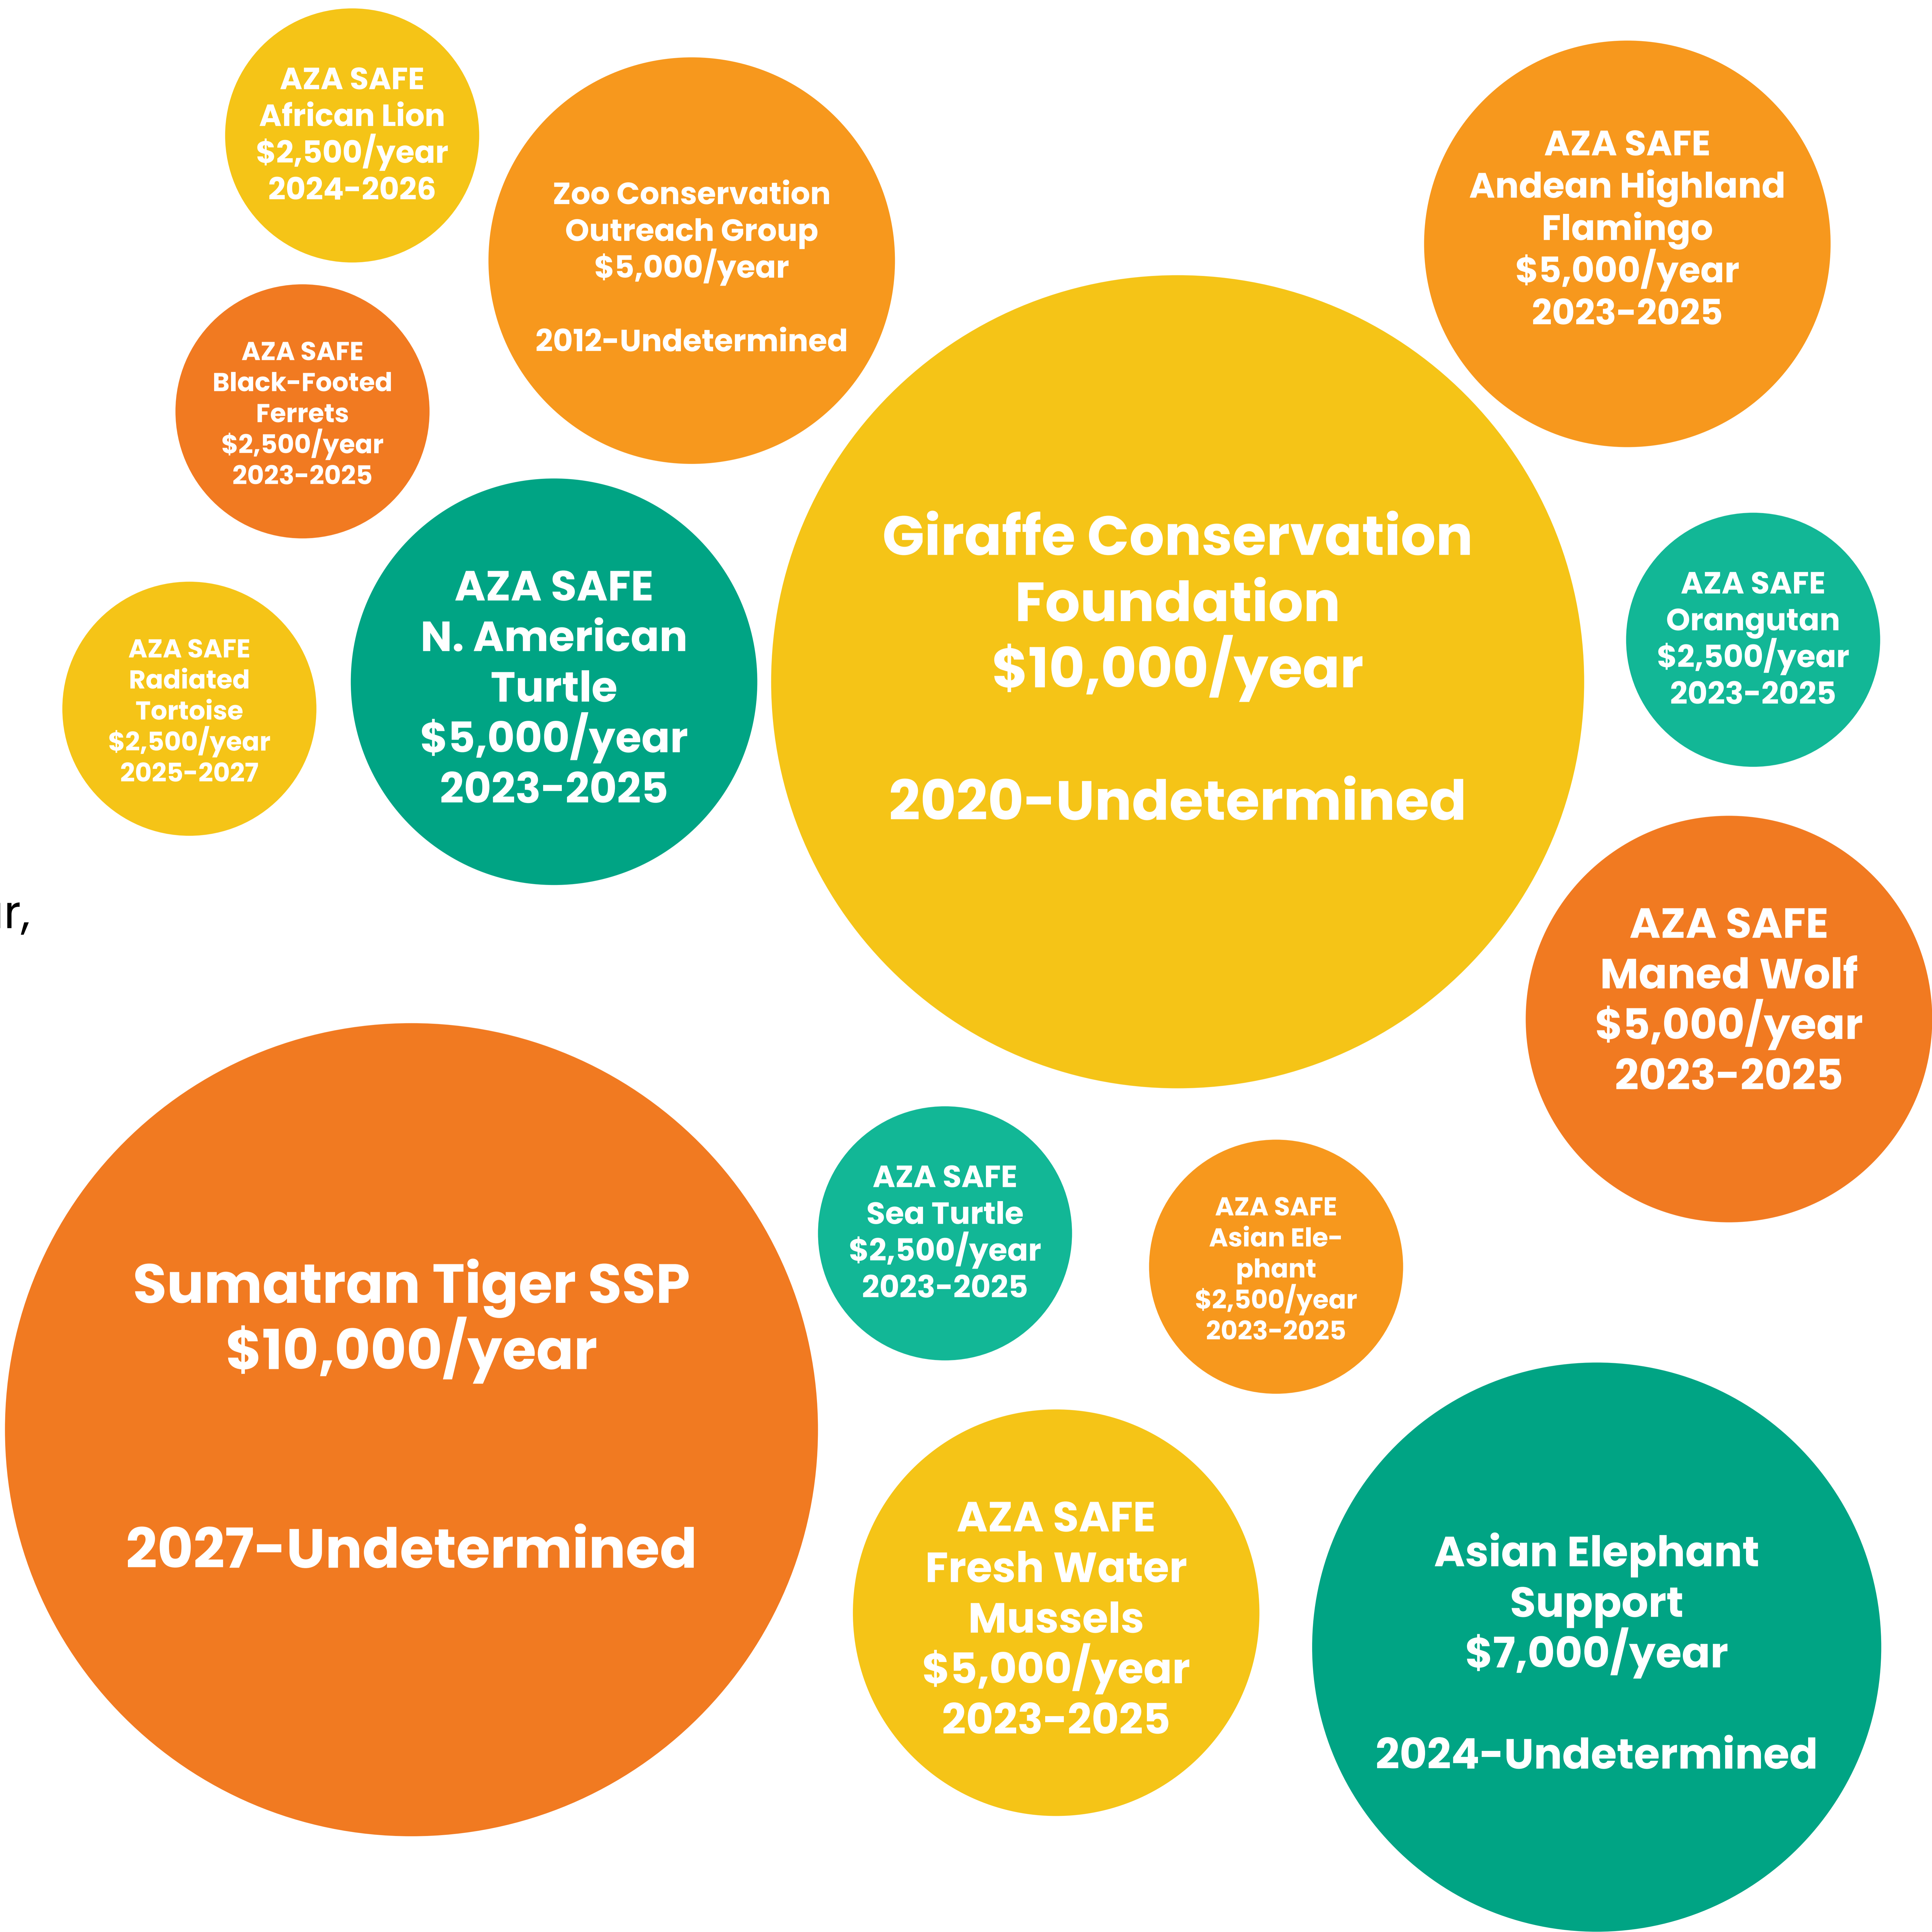 AZA SAFE
African Lion
$2,500/year
2024-2026
Zoo Conservation
Outreach Group
$5,000/year
2012-Undetermined
AZA SAFE
Andean Highland
Flamingo
$5,000/year
2023-2025
AZA SAFE
Black-Footed
Ferrets
$2,500/year
2023-2025
Giraffe Conservation
Foundation
$10,000/year
2020-Undetermined
AZA SAFE
N. American
Turtle
$5,000/year
2023-2025
AZA SAFE
Orangutan
$2,500/year
2023-2025
AZA SAFE
Radiated
Tortoise
$2,500/year
2025-2027
r,
AZA SAFE
Maned Wolf
$5,000/year
2023-2025
Sumatran Tiger SSP
$10,000/year
2027-Undetermined
AZA SAFE
Sea Turtle
$2,500/year
2023-2025
AZA SAFE
Asian Ele-
phant
$2,500/year
2023-2025
AZA SAFE
Fresh Water
Mussels
$5,000/year
2023-2025
Asian Elephant
Support
$7,000/year
2024-Undetermined